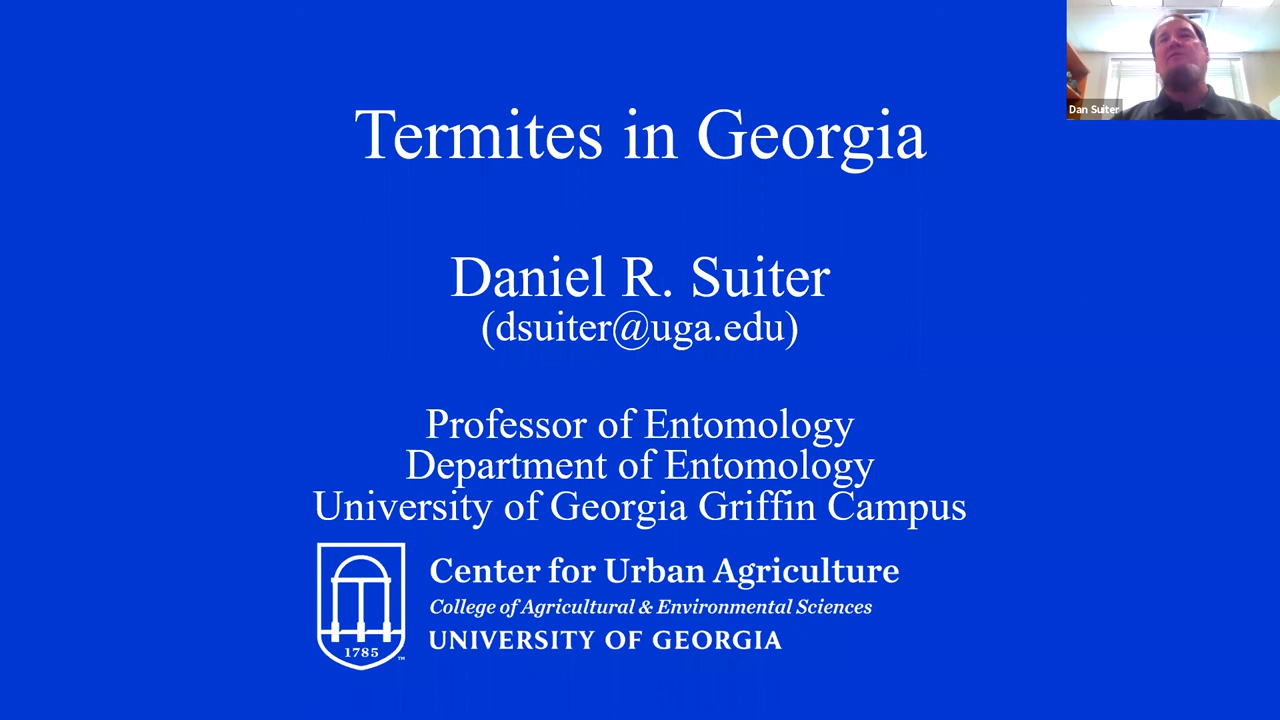 Termites in Georgia
Dan Suiter
Daniel R. Suiter
(dsuiter@uga.edu)
Professor of Entomology
Department of Entomology
University of Georgia Griffin Campus
Center for Urban Agriculture
College of Agricultural & Environmental Sciences
UNIVERSITY OF GEORGIA
1785
™